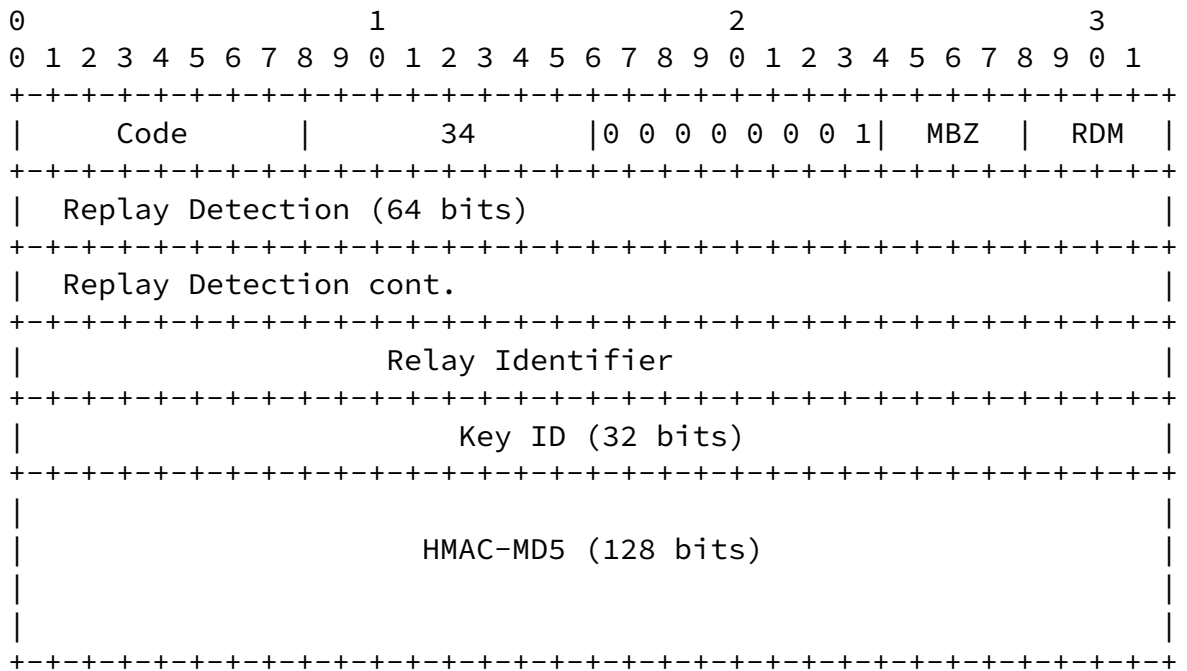 0                   1                   2                   3
0 1 2 3 4 5 6 7 8 9 0 1 2 3 4 5 6 7 8 9 0 1 2 3 4 5 6 7 8 9 0 1
+-+-+-+-+-+-+-+-+-+-+-+-+-+-+-+-+-+-+-+-+-+-+-+-+-+-+-+-+-+-+-+-+
|     Code      |       34      |0 0 0 0 0 0 0 1|  MBZ  |  RDM  |
+-+-+-+-+-+-+-+-+-+-+-+-+-+-+-+-+-+-+-+-+-+-+-+-+-+-+-+-+-+-+-+-+
|  Replay Detection (64 bits)                                   |
+-+-+-+-+-+-+-+-+-+-+-+-+-+-+-+-+-+-+-+-+-+-+-+-+-+-+-+-+-+-+-+-+
|  Replay Detection cont.                                       |
+-+-+-+-+-+-+-+-+-+-+-+-+-+-+-+-+-+-+-+-+-+-+-+-+-+-+-+-+-+-+-+-+
|                    Relay Identifier                           |
+-+-+-+-+-+-+-+-+-+-+-+-+-+-+-+-+-+-+-+-+-+-+-+-+-+-+-+-+-+-+-+-+
|                        Key ID (32 bits)                       |
+-+-+-+-+-+-+-+-+-+-+-+-+-+-+-+-+-+-+-+-+-+-+-+-+-+-+-+-+-+-+-+-+
|                                                               |
|                      HMAC-MD5 (128 bits)                      |
|                                                               |
|                                                               |
+-+-+-+-+-+-+-+-+-+-+-+-+-+-+-+-+-+-+-+-+-+-+-+-+-+-+-+-+-+-+-+-+